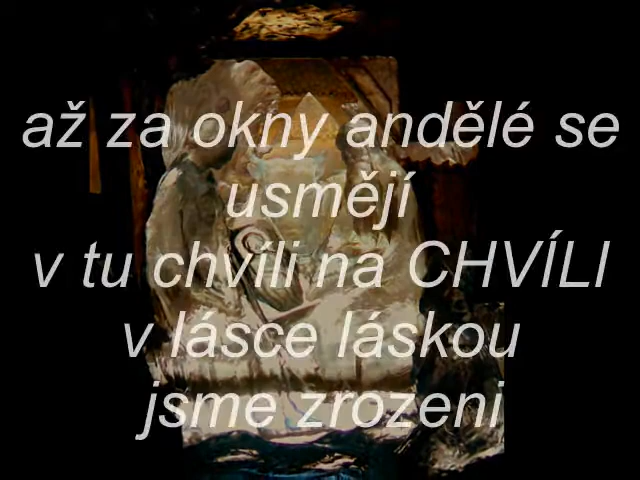 až za okny andělé se
usmějí
v tu chvíli na CHVÍLI
v lásce láskou
jsme zrozeni